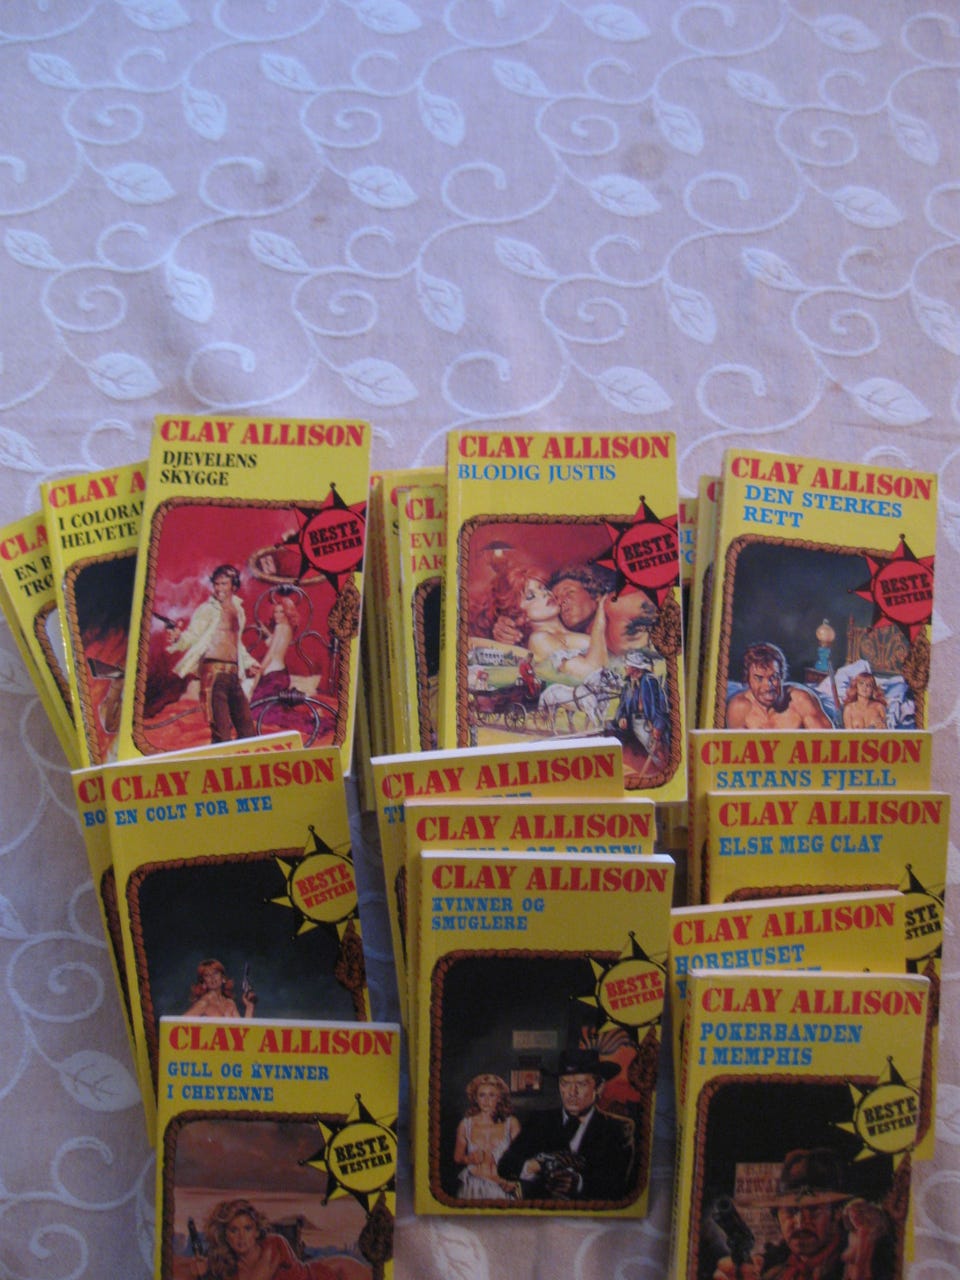 CLAY ALLISON
DJEVELENS
SKYGGE
BESTE
WESTERN
CLAY ALLISON
BLODIG JUSTIS
BESTE
WESTERN
CLAY ALLISON
DEN STERKES
RETT
BESTE
WESTERN
CLAY A
I COLORA
HELVETE
CLA
EN
CLAY ALLISON
EN COLT FOR MYE
BESTE
WESTERN
CLAY ALLISON
CLAY ALLISON
CLAY ALLISON
KVINNER OG
SMUGLERE
BESTE
WESTERN
CLAY ALLISON
SATANS FJELL
CLAY ALLISON
ELSK MEG CLAY
CLAY ALLISON
HOREHUSET
CLAY ALLISON
POKERBANDEN
I MEMPHIS
BESTE
WESTERN
CLAY ALLISON
GULL OG KVINNER
I CHEYENNE
BESTE
WESTERN